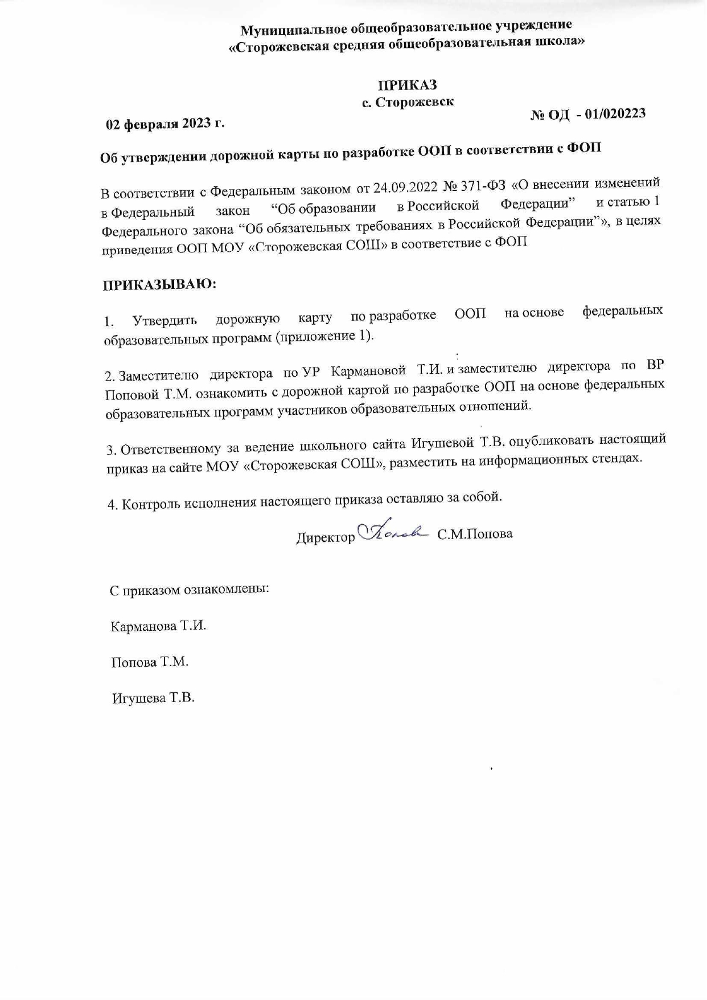 Муниципальное общеобразовательное учреждение
«Сторожевская средняя общеобразовательная школа»
ПРИКАЗ
с. Сторожевск
02 февраля 2023 г. № ОД - 01/020223
Об утверждении дорожной карты по разработке ООП в соответствии с ФОП
В соответствии с Федеральным законом от 24.09.2022 № 371-ФЗ «О внесении изменений
в Федеральный закон “Об образовании в Российской Федерации” и статью 1
Федерального закона “Об обязательных требованиях в Российской Федерации”», в целях
приведения ООП МОУ «Сторожевская СОШ» в соответствие с ФОП
ПРИКАЗЫВАЮ:
1. Утвердить дорожную карту по разработке ООП на основе федеральных
образовательных программ (приложение 1).
2. Заместителю директора по УР Кармановой Т.И. и заместителю директора по ВР
Поповой Т.М. ознакомить с дорожной картой по разработке ООП на основе федеральных
образовательных программ участников образовательных отношений.
3. Ответственному за ведение школьного сайта Игушевой Т.В. опубликовать настоящий
приказ на сайте МОУ «Сторожевская СОШ», разместить на информационных стендах.
4. Контроль исполнения настоящего приказа оставляю за собой.
Директор С.М.Попова
С приказом ознакомлены:
Карманова Т.И.
Попова Т.М.
Игушева Т.В.